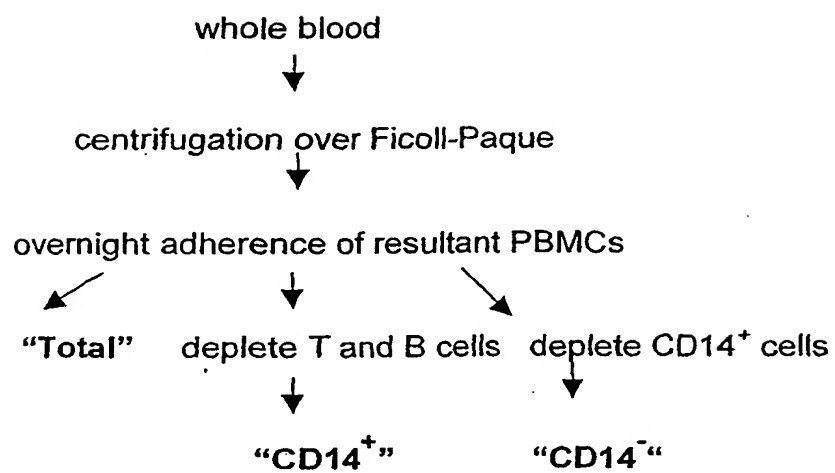 whole blood
centrifugation over Ficoll-Paque
overnight adherence of resultant PBMCs
“Total” deplete T and B cells deplete CD14⁺ cells
“CD14⁺” “CD14⁻“